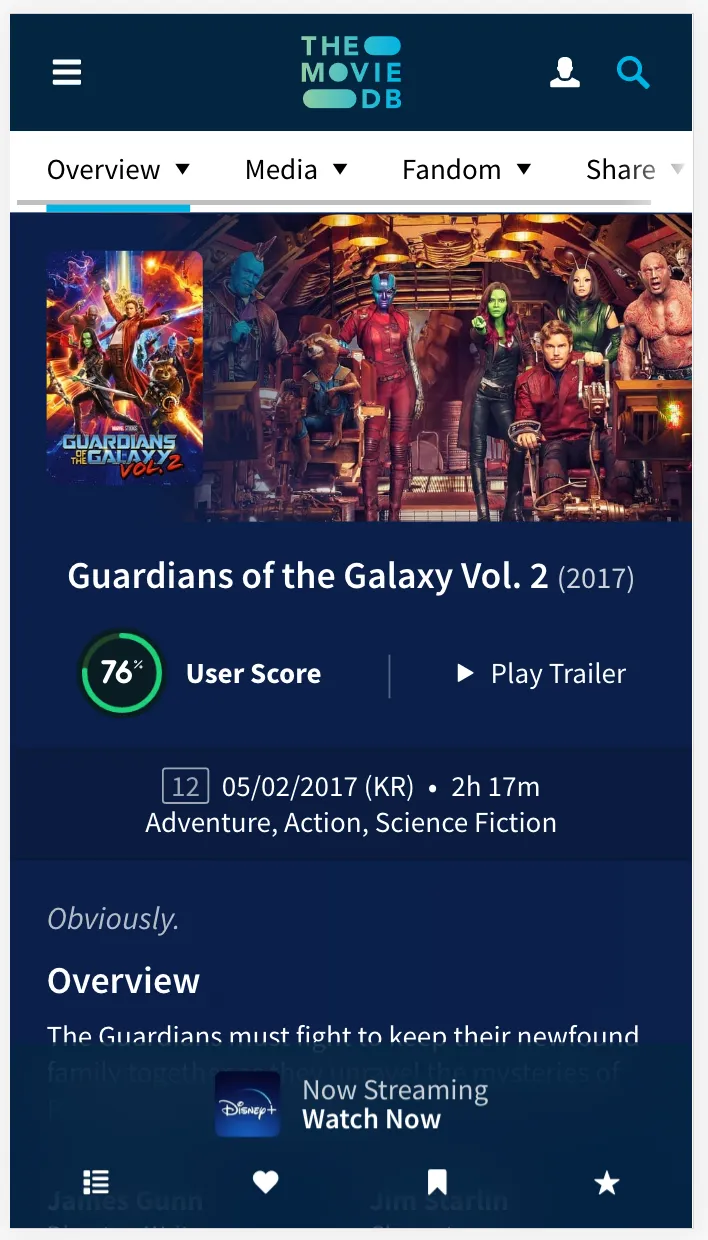 THE
MOVIE
DB
Overview ▼ Media ▼ Fandom ▼ Share ▼
MARVEL STUDIOS
GUARDIANS
OF THE GALAXY
VOL. 2
Guardians of the Galaxy Vol. 2 (2017)
76% User Score ▶ Play Trailer
12 05/02/2017 (KR) • 2h 17m
Adventure, Action, Science Fiction
Obviously.
Overview
The Guardians must fight to keep their newfound
family together as they unravel the mysteries of
Disney+
Now Streaming
Watch Now
James Gunn Jim Starlin